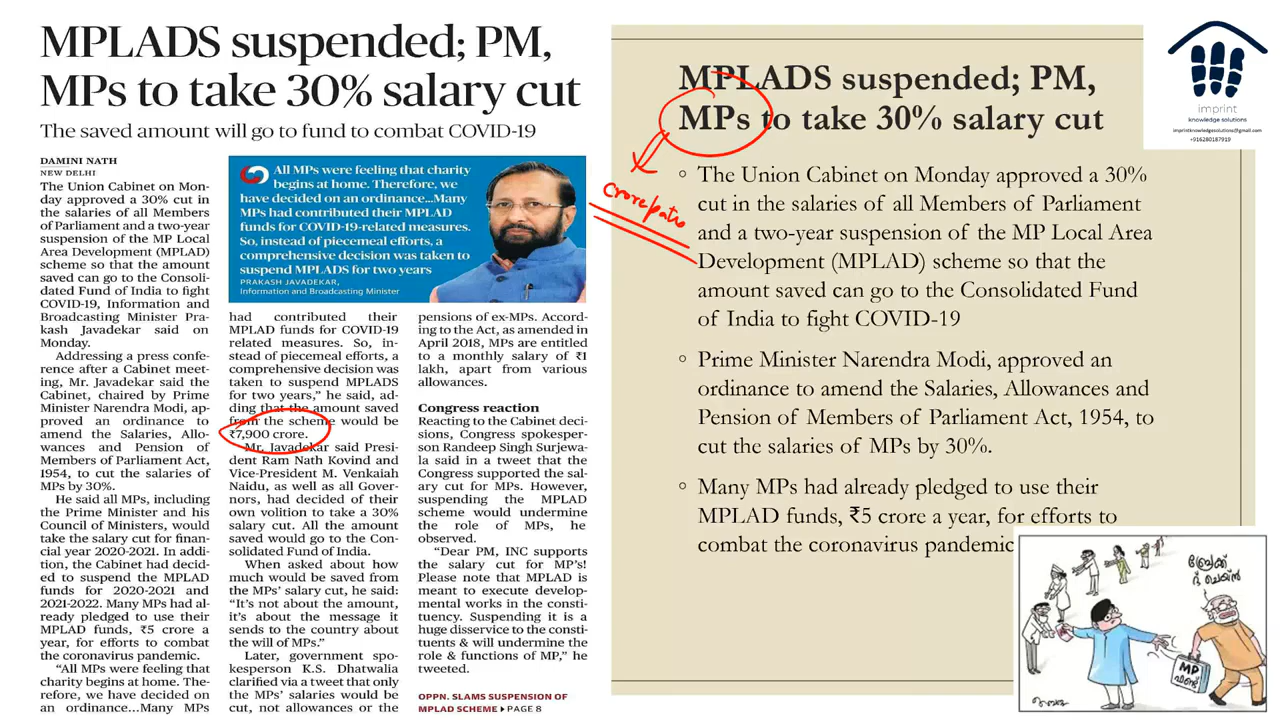 MPLADS suspended; PM,
MPs to take 30% salary cut
The saved amount will go to fund to combat COVID-19
DAMINI NATH
NEW DELHI
The Union Cabinet on Mon-
day approved a 30% cut in
the salaries of all Members
of Parliament and a two-year
suspension of the MP Local
Area Development (MPLAD)
scheme so that the amount
saved can go to the Consoli-
dated Fund of India to fight
COVID-19, Information and
Broadcasting Minister Pra-
kash Javadekar said on
Monday.
Addressing a press confe-
rence after a Cabinet meet-
ing, Mr. Javadekar said the
Cabinet, chaired by Prime
Minister Narendra Modi, ap-
proved an ordinance to
amend the Salaries, Allo-
wances and Pension of
Members of Parliament Act,
1954, to cut the salaries of
MPs by 30%.
He said all MPs, including
the Prime Minister and his
Council of Ministers, would
take the salary cut for finan-
cial year 2020-2021. In addi-
tion, the Cabinet had decid-
ed to suspend the MPLAD
funds for 2020-2021 and
2021-2022. Many MPs had al-
ready pledged to use their
MPLAD funds, ₹5 crore a
year, for efforts to combat
the coronavirus pandemic.
"All MPs were feeling that
charity begins at home. The-
refore, we have decided on
an ordinance...Many MPs
All MPs were feeling that charity
begins at home. Therefore, we
have decided on an ordinance...Many
MPs had contributed their MPLAD
funds for COVID-19-related measures.
So, instead of piecemeal efforts, a
comprehensive decision was taken to
suspend MPLADS for two years
PRAKASH JAVADEKAR,
Information and Broadcasting Minister
had contributed their
MPLAD funds for COVID-19
related measures. So, in-
stead of piecemeal efforts, a
comprehensive decision was
taken to suspend MPLADS
for two years," he said, ad-
ding that the amount saved
from the scheme would be
₹7,900 crore.
Mr. Javadekar said Presi-
dent Ram Nath Kovind and
Vice-President M. Venkaiah
Naidu, as well as all Gover-
nors, had decided of their
own volition to take a 30%
salary cut. All the amount
saved would go to the Con-
solidated Fund of India.
When asked about how
much would be saved from
the MPs' salary cut, he said:
"It's not about the amount,
it's about the message it
sends to the country about
the will of MPs."
Later, government spo-
kesperson K.S. Dhatwalia
clarified via a tweet that only
the MPs' salaries would be
cut, not allowances or the
pensions of ex-MPs. Accord-
ing to the Act, as amended in
April 2018, MPs are entitled
to a monthly salary of ₹1
lakh, apart from various
allowances.
Congress reaction
Reacting to the Cabinet deci-
sions, Congress spokesper-
son Randeep Singh Surjewa-
la said in a tweet that the
Congress supported the sal-
ary cut for MPs. However,
suspending the MPLAD
scheme would undermine
the role of MPs, he
observed.
"Dear PM, INC supports
the salary cut for MP's!
Please note that MPLAD is
meant to execute develop-
mental works in the consti-
tuency. Suspending it is a
huge disservice to the consti-
tuents & will undermine the
role & functions of MP," he
tweeted.
OPPN. SLAMS SUSPENSION OF
MPLAD SCHEME ▸ PAGE 8
MPLADS suspended; PM,
MPs to take 30% salary cut
crorepatis
The Union Cabinet on Monday approved a 30%
cut in the salaries of all Members of Parliament
and a two-year suspension of the MP Local Area
Development (MPLAD) scheme so that the
amount saved can go to the Consolidated Fund
of India to fight COVID-19
Prime Minister Narendra Modi, approved an
ordinance to amend the Salaries, Allowances and
Pension of Members of Parliament Act, 1954, to
cut the salaries of MPs by 30%.
Many MPs had already pledged to use their
MPLAD funds, ₹5 crore a year, for efforts to
combat the coronavirus pandemic
imprint
knowledge solutions
imprintknowledgesolutions@gmail.com
+916280187919
ബ്രേക്ക്
ദ ചെയിൻ
MP
ഫണ്ട്